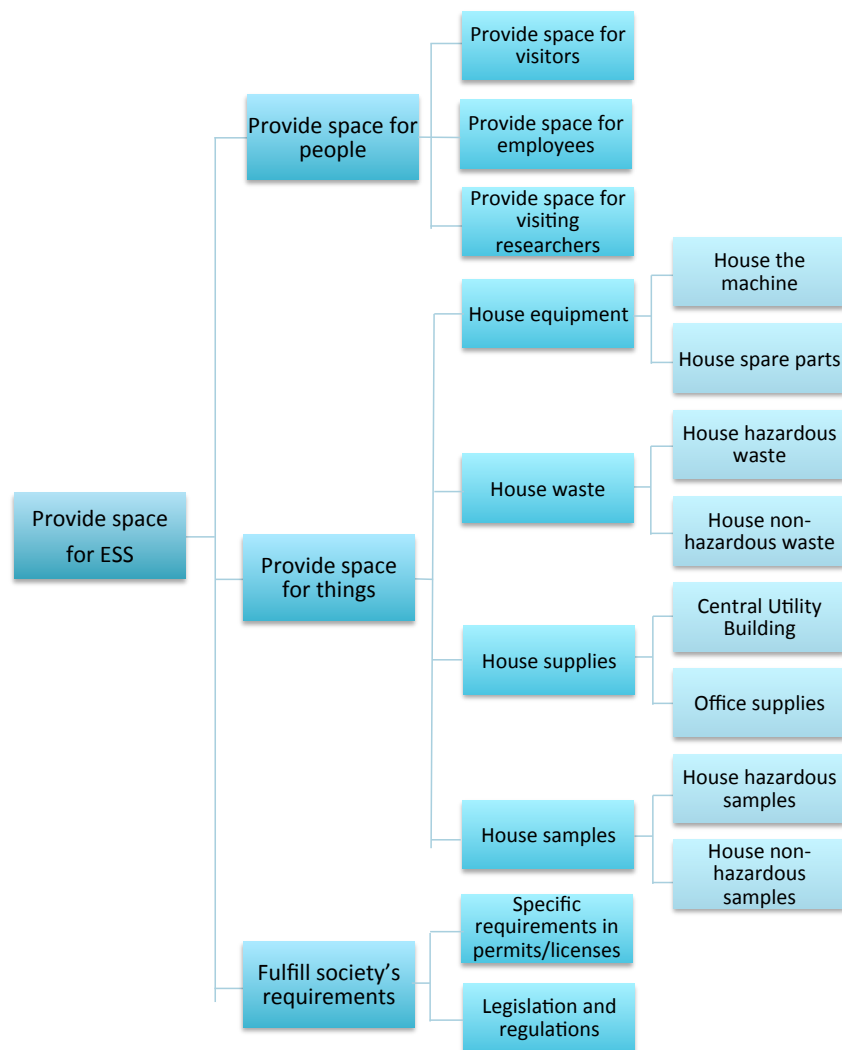 Provide space for
visitors
Provide space for
people
Provide space for
employees
Provide space for
visiting
researchers
House the
machine
House equipment
House spare parts
House hazardous
waste
House waste
Provide space
for ESS
House non-
hazardous waste
Provide space
for things
Central Utility
Building
House supplies
Office supplies
House hazardous
samples
House samples
House non-
hazardous
samples
Specific
requirements in
permits/licenses
Fulfill society’s
requirements
Legislation and
regulations